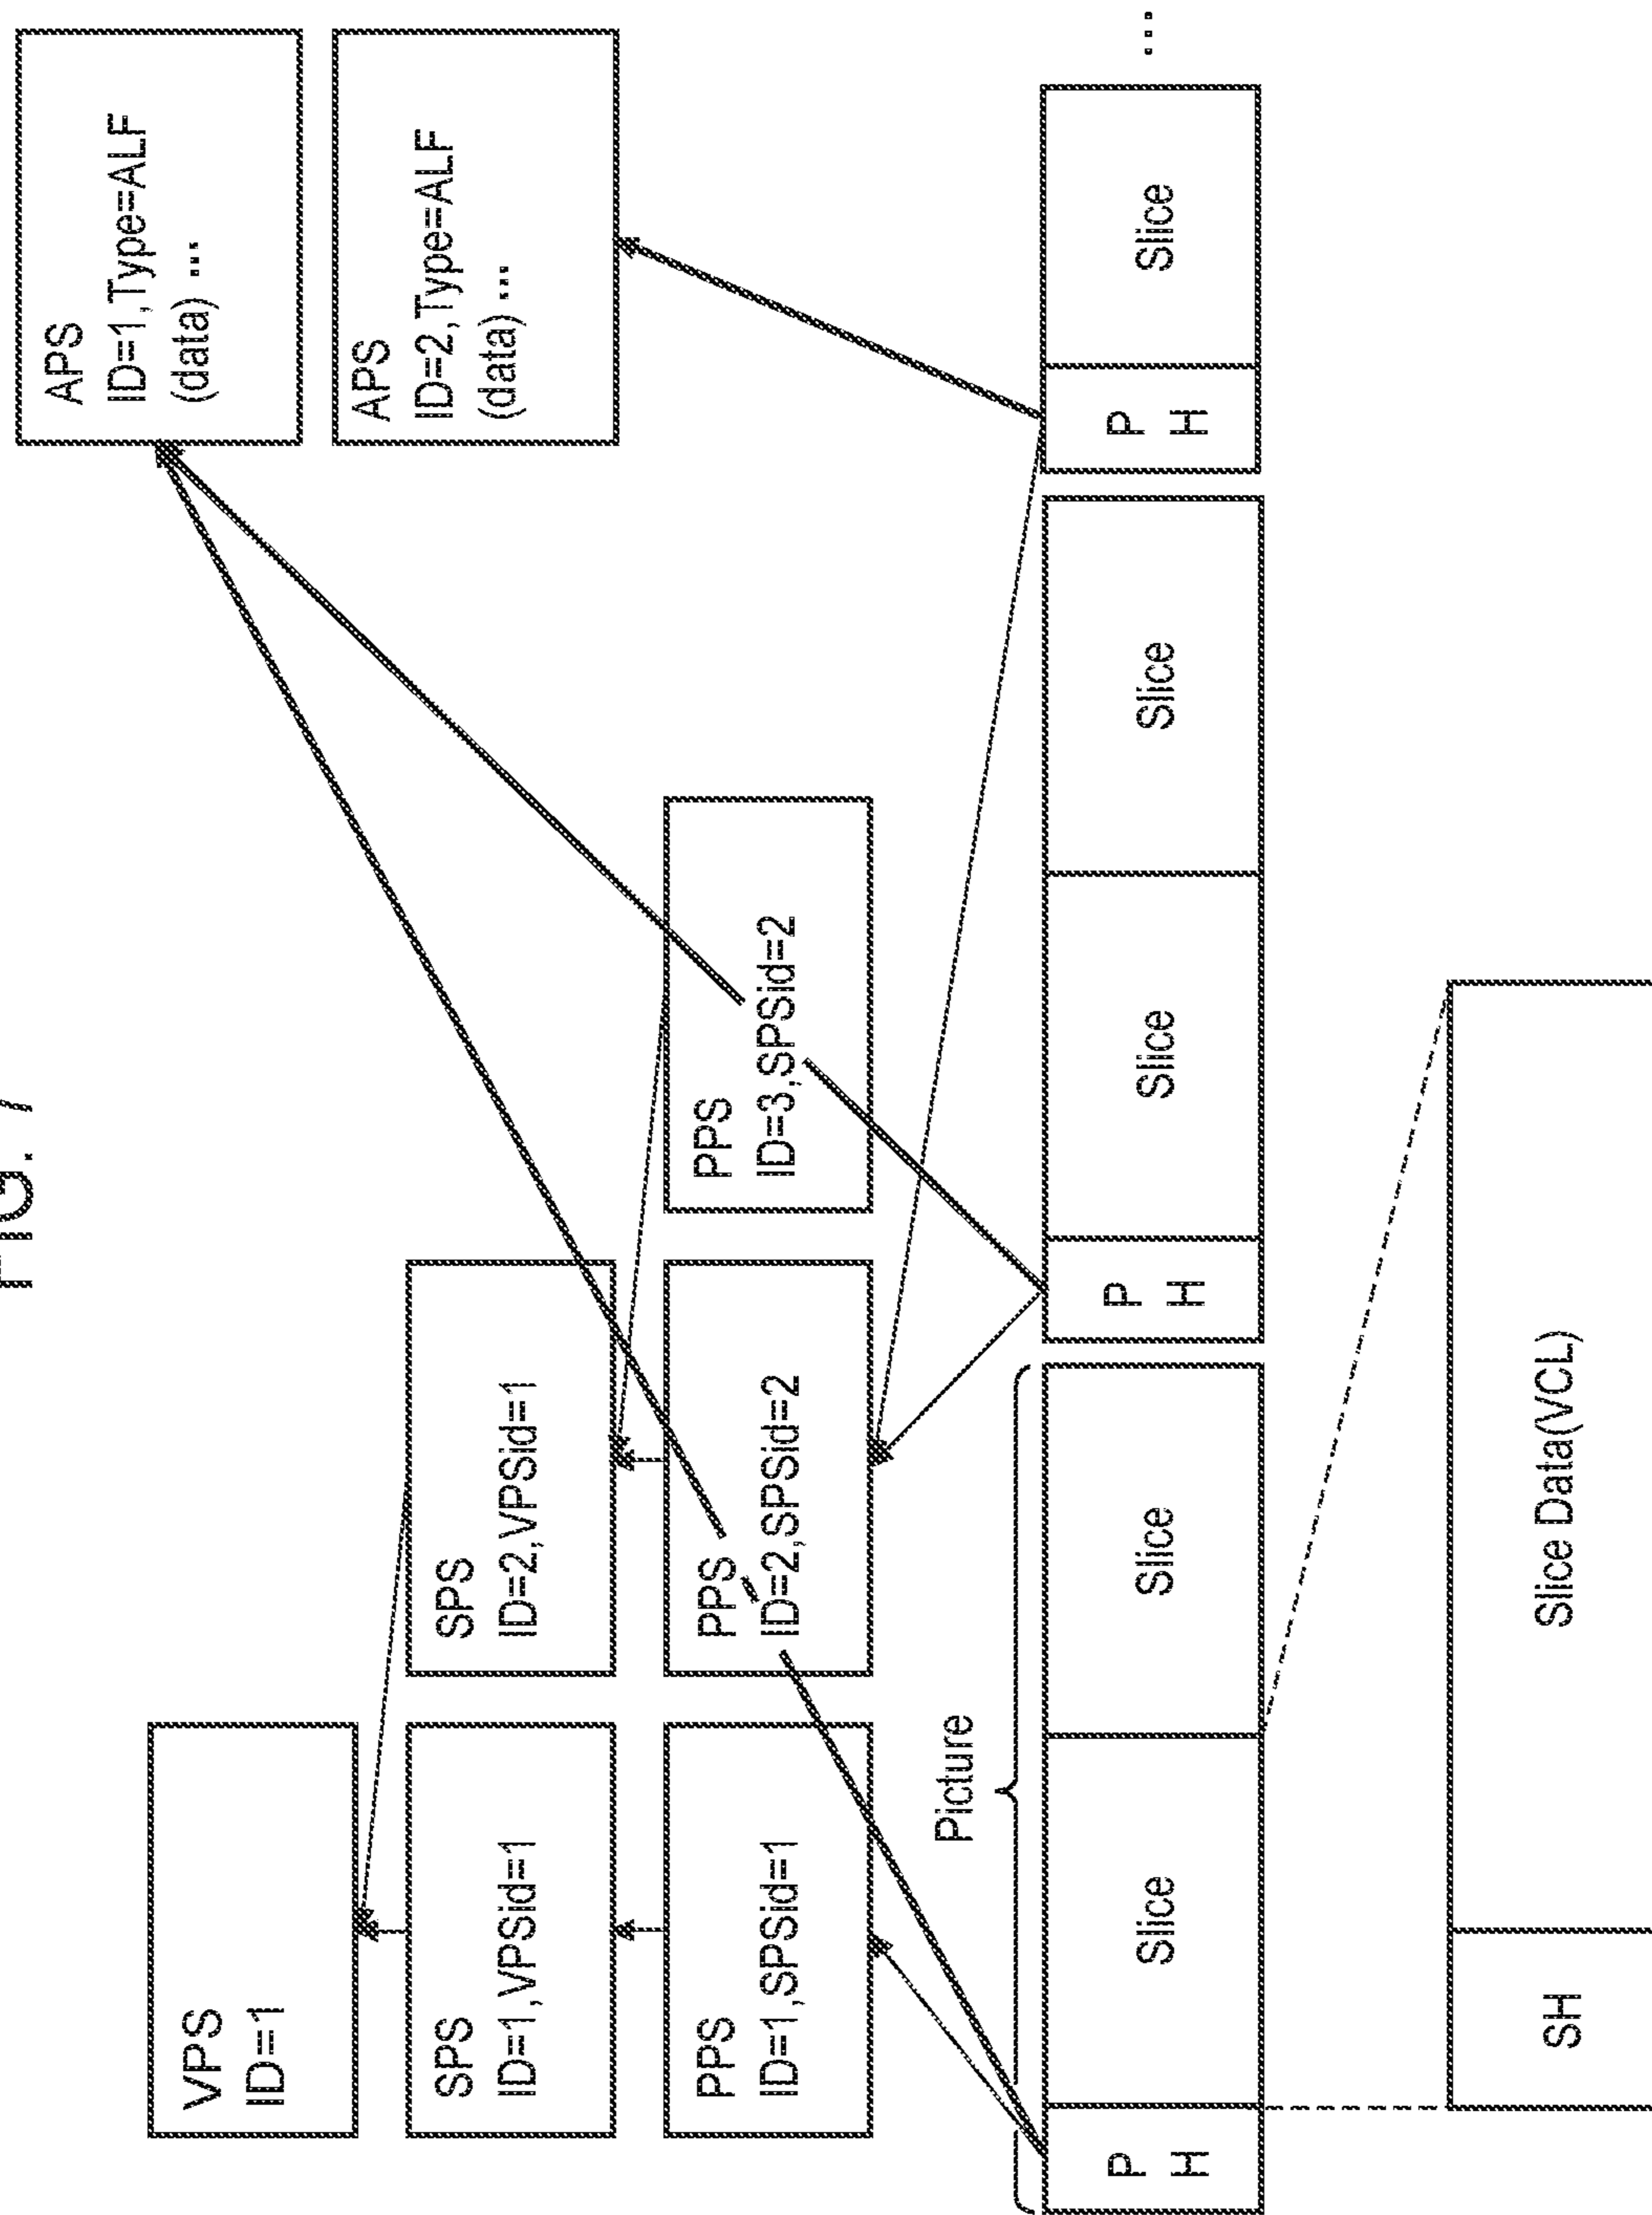 FIG. 7
VPS
ID=1
SPS
ID=1,VPSid=1
SPS
ID=2,VPSid=1
PPS
ID=1,SPSid=1
PPS
ID=2,SPSid=2
PPS
ID=3,SPSid=2
APS
ID=1,Type=ALF
(data) ...
APS
ID=2,Type=ALF
(data) ...
Picture
P
H
Slice
Slice
P
H
Slice
Slice
P
H
Slice
...
SH
Slice Data(VCL)